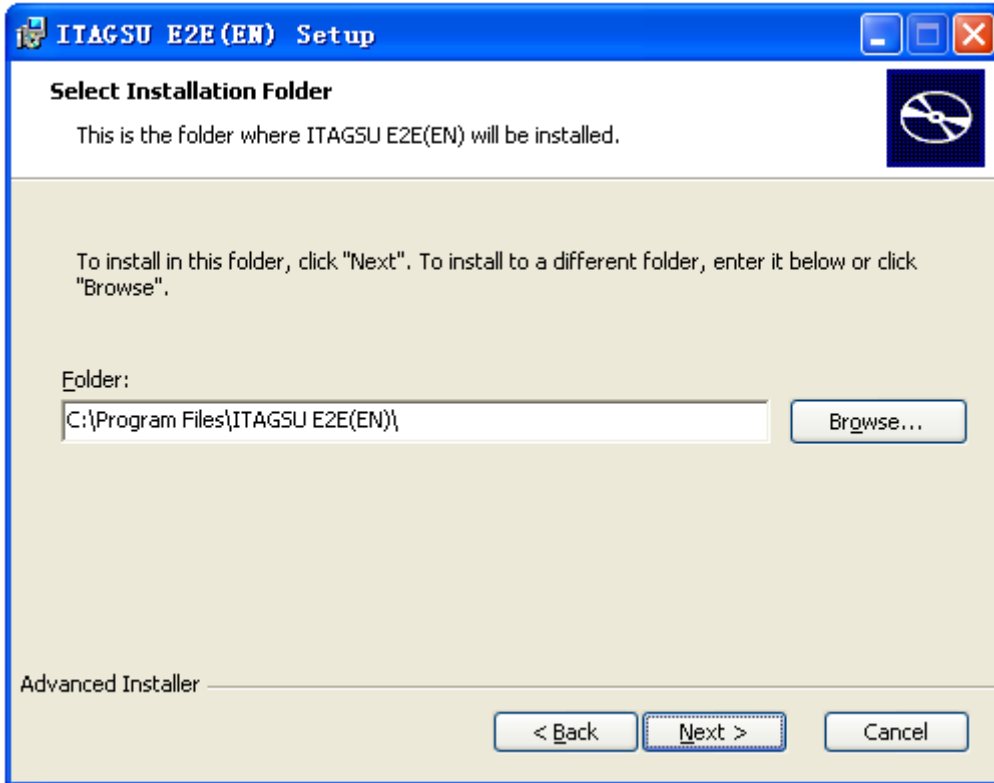 ITAGSU E2E(EN) Setup
Select Installation Folder
This is the folder where ITAGSU E2E(EN) will be installed.
To install in this folder, click "Next". To install to a different folder, enter it below or click
"Browse".
Folder:
C:\Program Files\ITAGSU E2E(EN)\
Browse...
Advanced Installer
< Back
Next >
Cancel